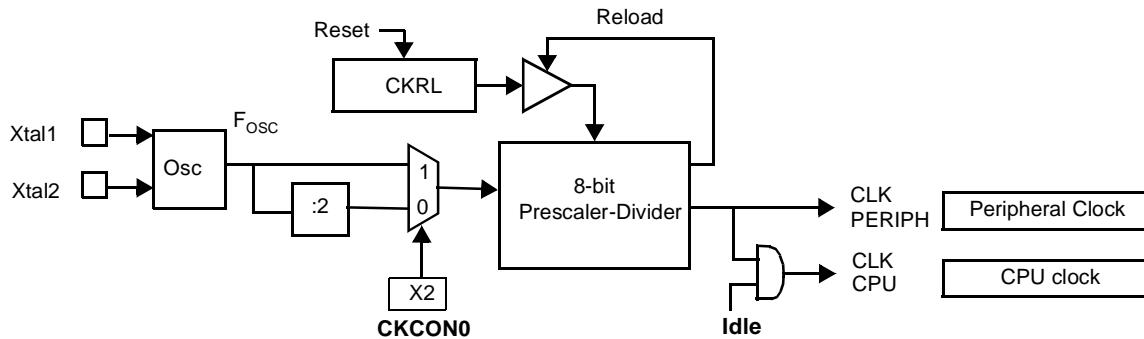 Reload
Reset
CKRL
Xtal1
Xtal2
Osc
FOSC
:2
1
0
X2
CKCON0
8-bit
Prescaler-Divider
CLK
PERIPH
Peripheral Clock
CLK
CPU
CPU clock
Idle